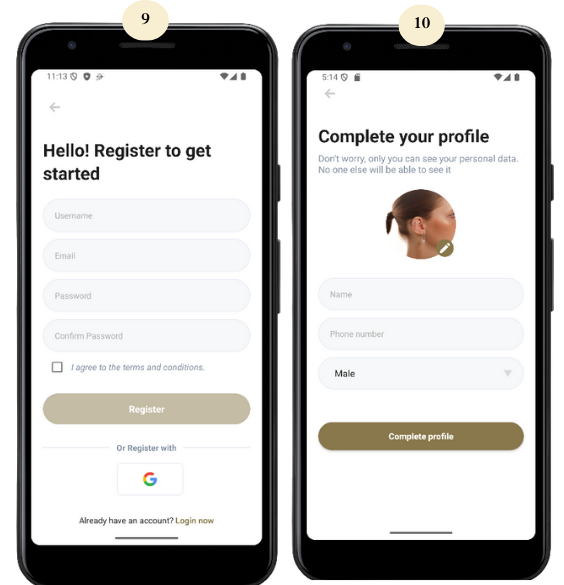 9
11:13
Hello! Register to get
started
Username
Email
Password
Confirm Password
I agree to the terms and conditions.
Register
Or Register with
G
Already have an account? Login now
10
5:14
Complete your profile
Don't worry, only you can see your personal data.
No one else will be able to see it
Name
Phone number
Male
Complete profile